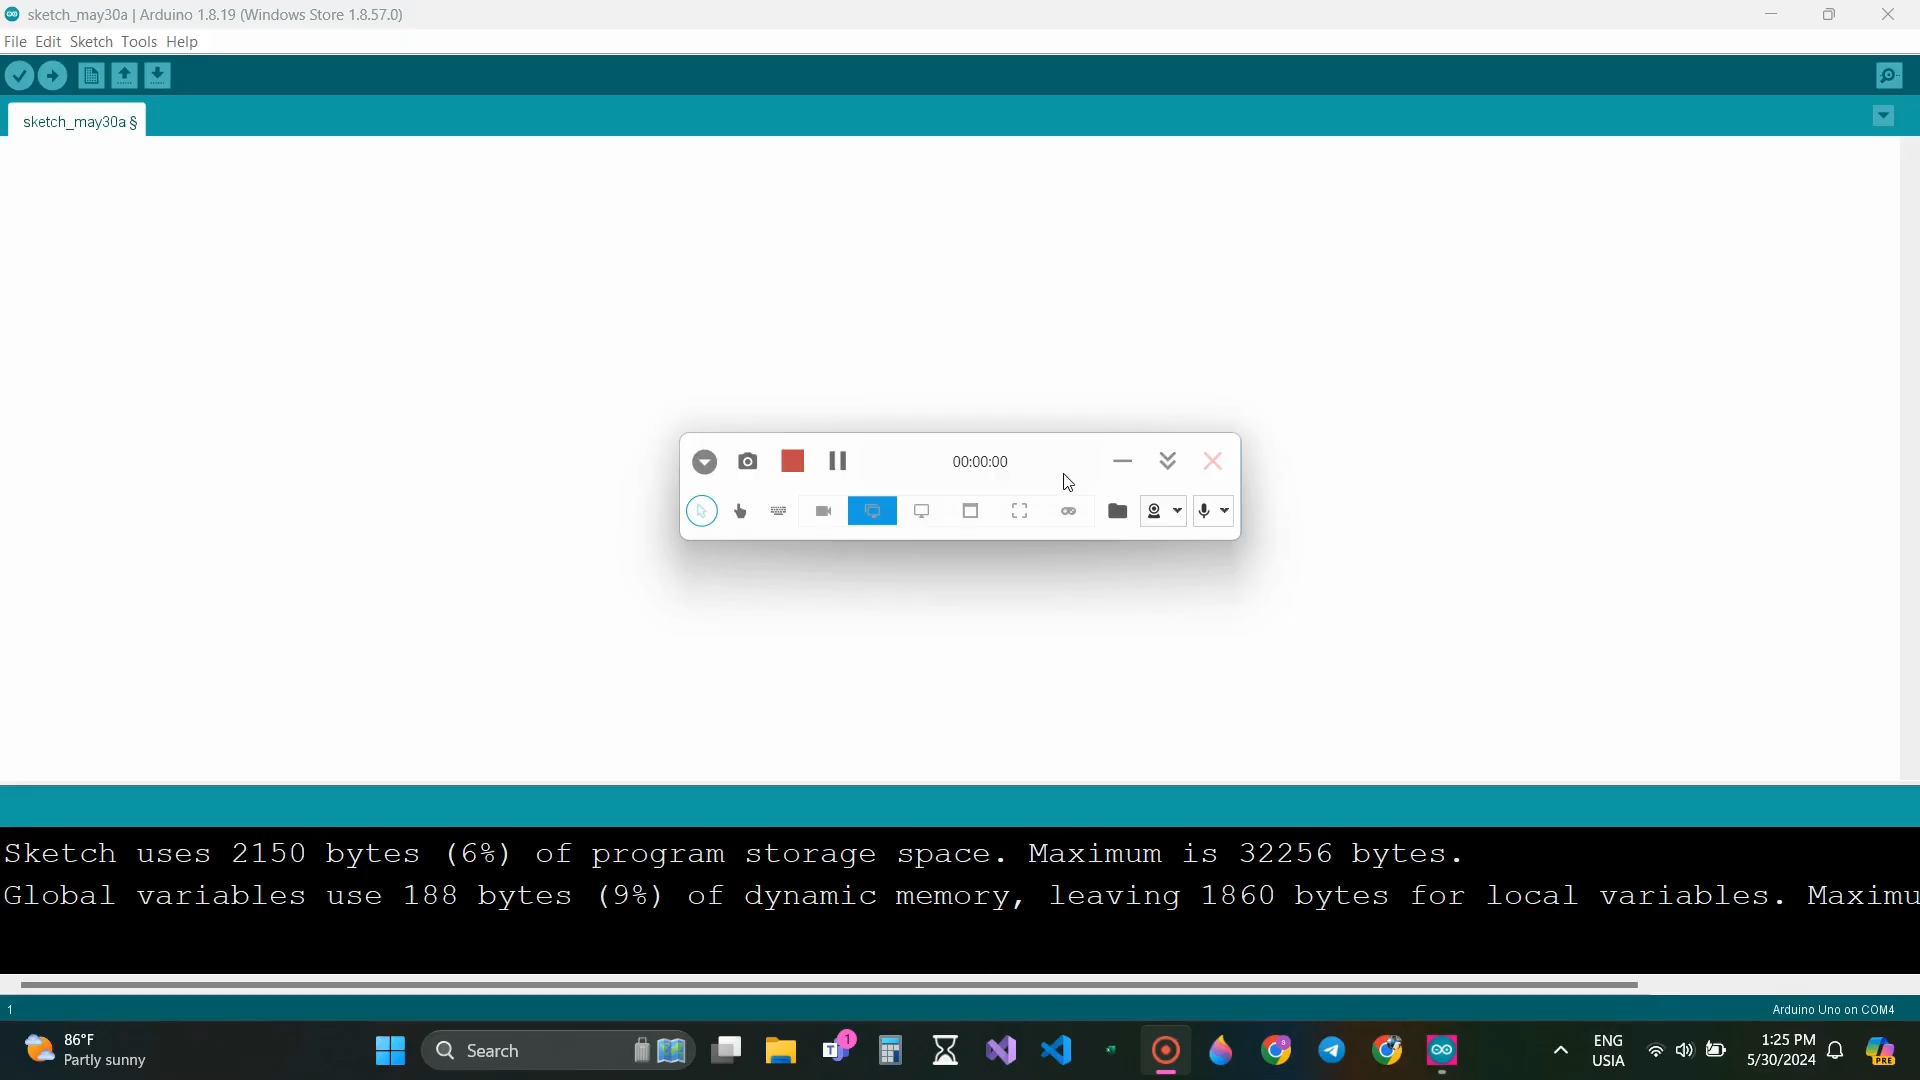 sketch_may30a | Arduino 1.8.19 (Windows Store 1.8.57.0)
File Edit Sketch Tools Help
sketch_may30a §
00:00:00
Sketch uses 2150 bytes (6%) of program storage space. Maximum is 32256 bytes.
Global variables use 188 bytes (9%) of dynamic memory, leaving 1860 bytes for local variables. Maximu
1
Arduino Uno on COM4
86°F
Partly sunny
Search
1
ENG
USIA
1:25 PM
5/30/2024
PRE